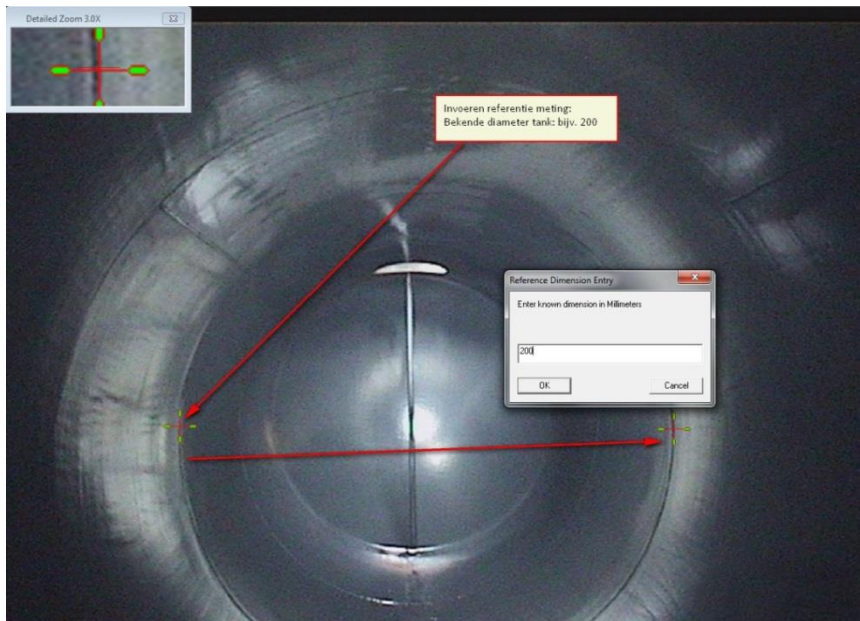 Detailed Zoom 3.0X
Invoeren referentie meting:
Bekende diameter tank: bijv. 200
Reference Dimension Entry
Enter known dimension in Millimeters
200
OK
Cancel